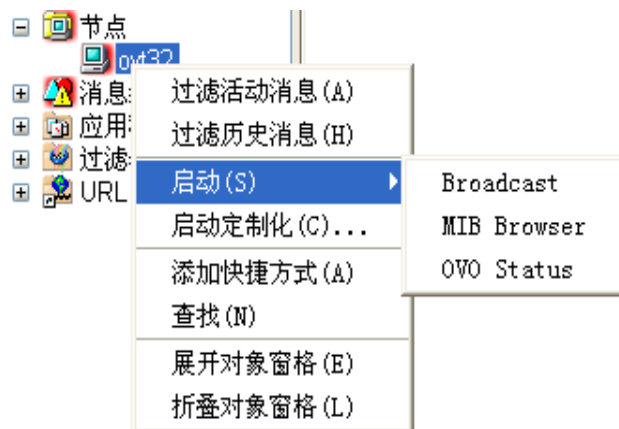 节点
ovt32
消息
过滤活动消息(A)
应用
过滤历史消息(H)
过滤
启动(S)
Broadcast
URL
启动定制化(C)...
MIB Browser
添加快捷方式(A)
OVO Status
查找(N)
展开对象窗格(E)
折叠对象窗格(L)